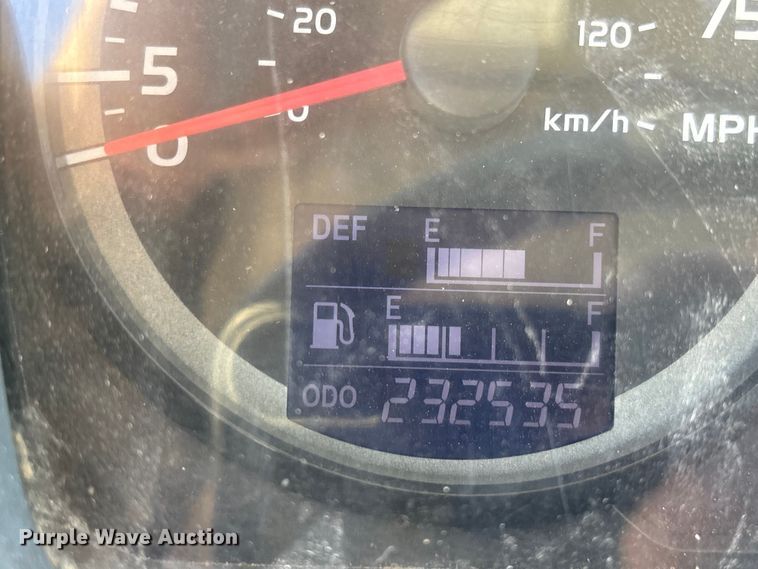 20
120
75
5
0
0
km/h
MPH
DEF E F
E F
ODO 232535
Purple Wave Auction